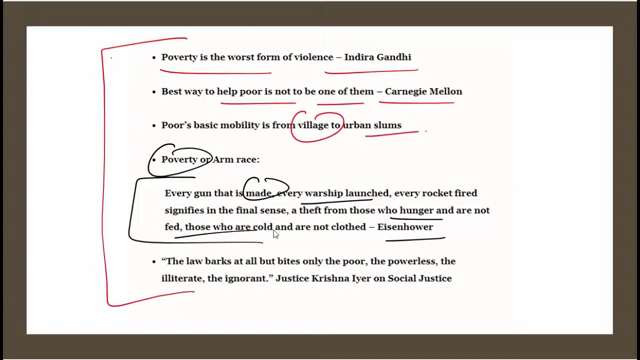 • Poverty is the worst form of violence – Indira Gandhi
• Best way to help poor is not to be one of them – Carnegie Mellon
• Poor's basic mobility is from village to urban slums
• Poverty or Arm race:
Every gun that is made, every warship launched, every rocket fired
signifies in the final sense, a theft from those who hunger and are not
fed, those who are cold and are not clothed – Eisenhower
• “The law barks at all but bites only the poor, the powerless, the
illiterate, the ignorant.” Justice Krishna Iyer on Social Justice